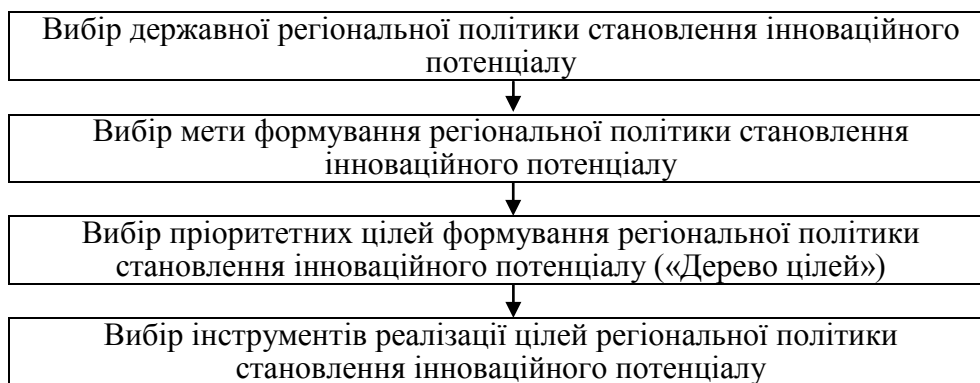 Вибір державної регіональної політики становлення інноваційного
потенціалу
Вибір мети формування регіональної політики становлення
інноваційного потенціалу
Вибір пріоритетних цілей формування регіональної політики
становлення інноваційного потенціалу («Дерево цілей»)
Вибір інструментів реалізації цілей регіональної політики
становлення інноваційного потенціалу